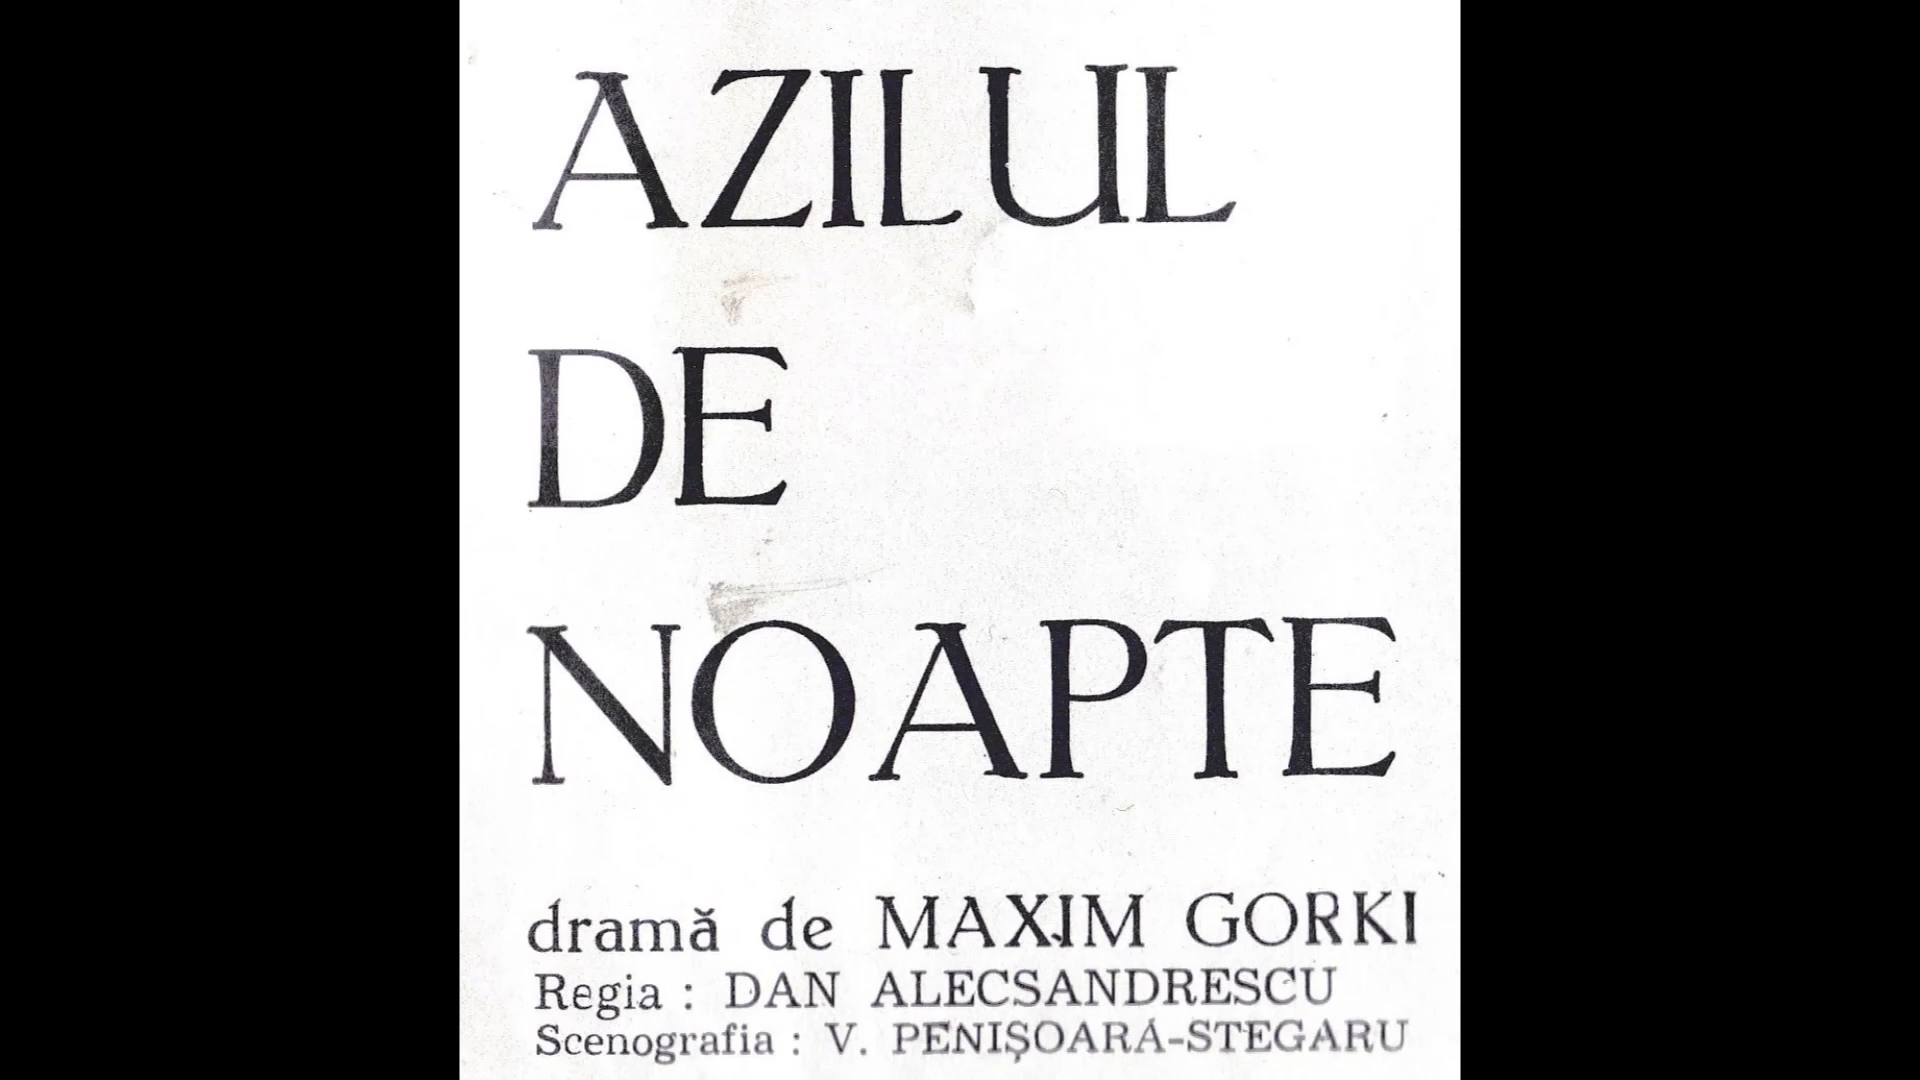 AZILUL
DE
NOAPTE
dramă de MAXIM GORKI
Regia : DAN ALECSANDRESCU
Scenografia : V. PENIȘOARĂ-STEGARU